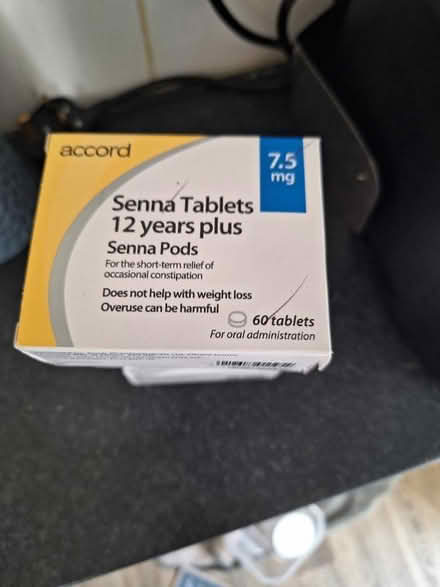 accord
7.5
mg
Senna Tablets
12 years plus
Senna Pods
For the short-term relief of
occasional constipation
Does not help with weight loss
Overuse can be harmful
60 tablets
For oral administration